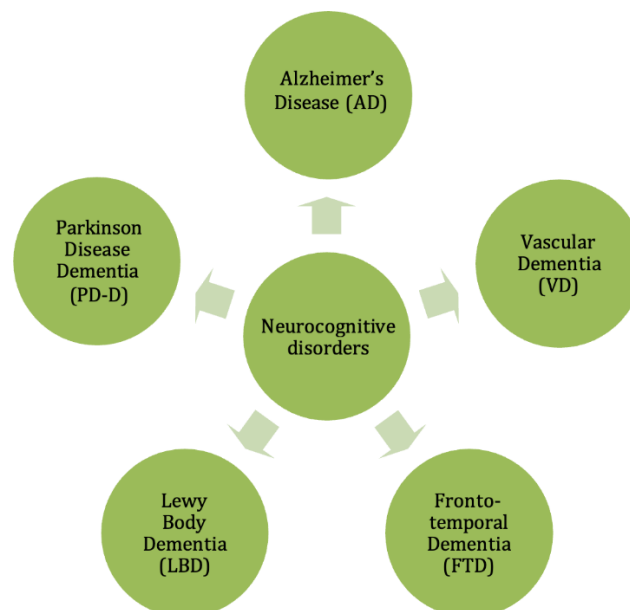 Alzheimer's
Disease (AD)
Parkinson
Disease
Dementia
(PD-D)
Vascular
Dementia
(VD)
Neurocognitive
disorders
Lewy
Body
Dementia
(LBD)
Fronto-
temporal
Dementia
(FTD)